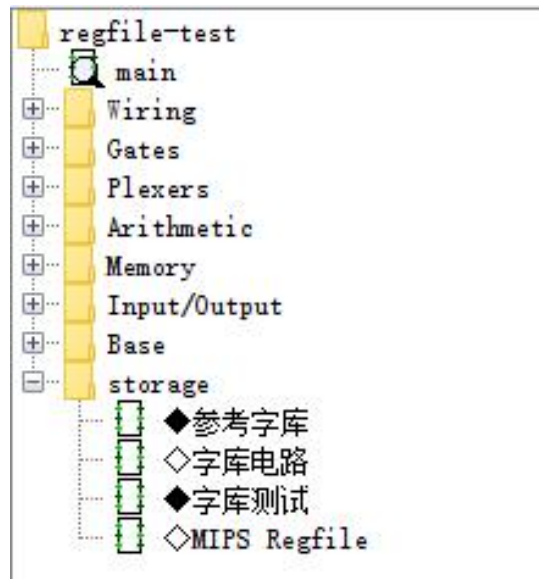 regfile-test
main
Wiring
Gates
Plexers
Arithmetic
Memory
Input/Output
Base
storage
◆参考字库
◇字库电路
◆字库测试
◇MIPS Regfile